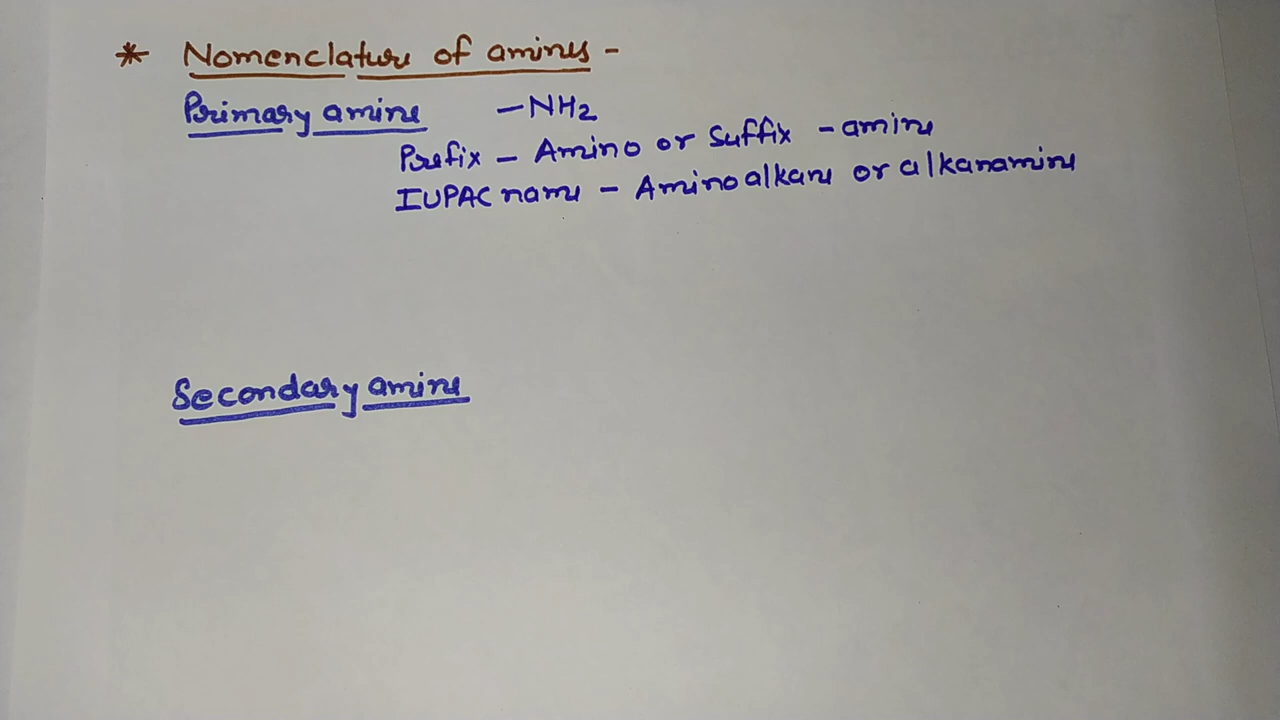 * Nomenclature of amines -
Primary amine -NH2
Prefix - Amino or Suffix - amine
IUPAC name - Aminoalkane or alkanamine
Secondary amine